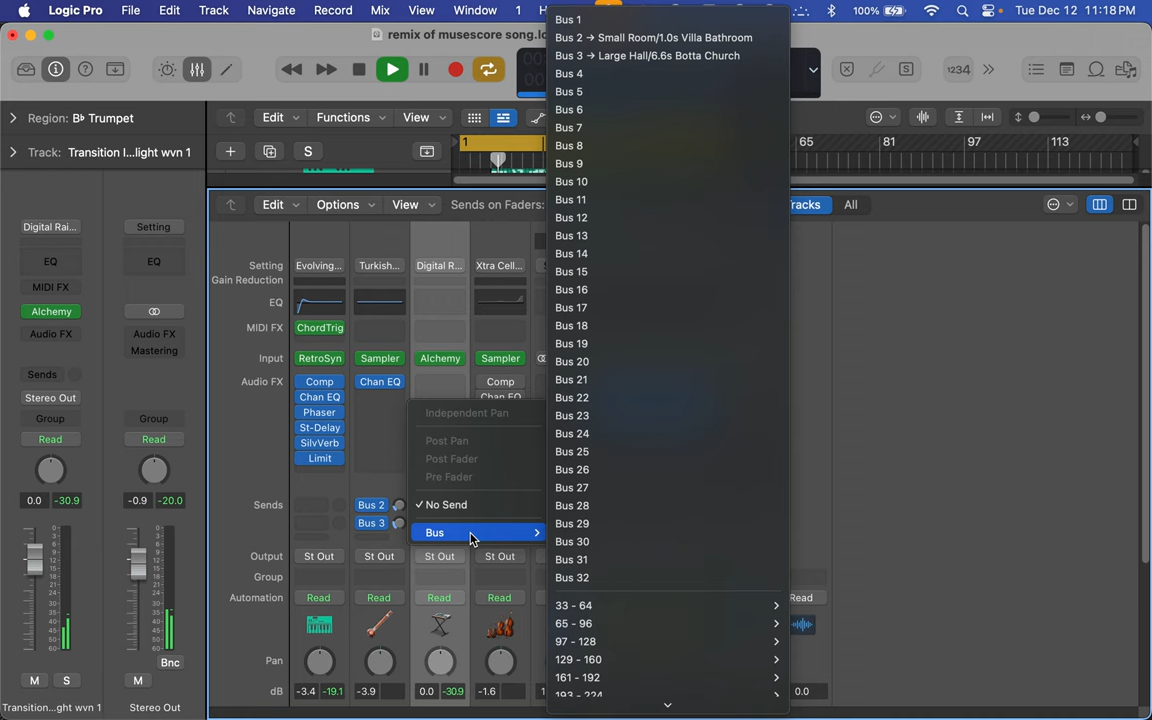 Logic Pro File Edit Track Navigate Record Mix View Window 1 100% Tue Dec 12 11:18 PM
remix of musescore song.lo
1234
Region: B♭ Trumpet
Track: Transition I...light wvn 1
Edit Functions View
S
1 65 81 97 113
Edit Options View Sends on Faders: racks All
Bus 1
Bus 2 → Small Room/1.0s Villa Bathroom
Bus 3 → Large Hall/6.6s Botta Church
Bus 4
Bus 5
Bus 6
Bus 7
Bus 8
Bus 9
Bus 10
Bus 11
Bus 12
Bus 13
Bus 14
Bus 15
Bus 16
Bus 17
Bus 18
Bus 19
Bus 20
Bus 21
Bus 22
Bus 23
Bus 24
Bus 25
Bus 26
Bus 27
Bus 28
Bus 29
Bus 30
Bus 31
Bus 32
33 - 64
65 - 96
97 - 128
129 - 160
161 - 192
193 - 224
Digital Rai... Setting
EQ EQ
MIDI FX
Alchemy
Audio FX Audio FX
Mastering
Sends
Stereo Out
Group Group
Read Read
0.0 -30.9 -0.9 -20.0
Bnc
M S M
Transition...ght wvn 1 Stereo Out
Setting Evolving... Turkish... Digital R... Xtra Cell...
Gain Reduction
EQ
MIDI FX ChordTrig
Input RetroSyn Sampler Alchemy Sampler
Audio FX Comp Chan EQ Comp
Chan EQ Chan EQ
Phaser
St-Delay
SilvVerb
Limit
Independent Pan
Post Pan
Post Fader
Pre Fader
✓ No Send
Bus
Sends Bus 2
Bus 3
Output St Out St Out St Out St Out
Group
Automation Read Read Read Read Read
Pan
dB -3.4 -19.1 -3.9 0.0 -30.9 -1.6 0.0